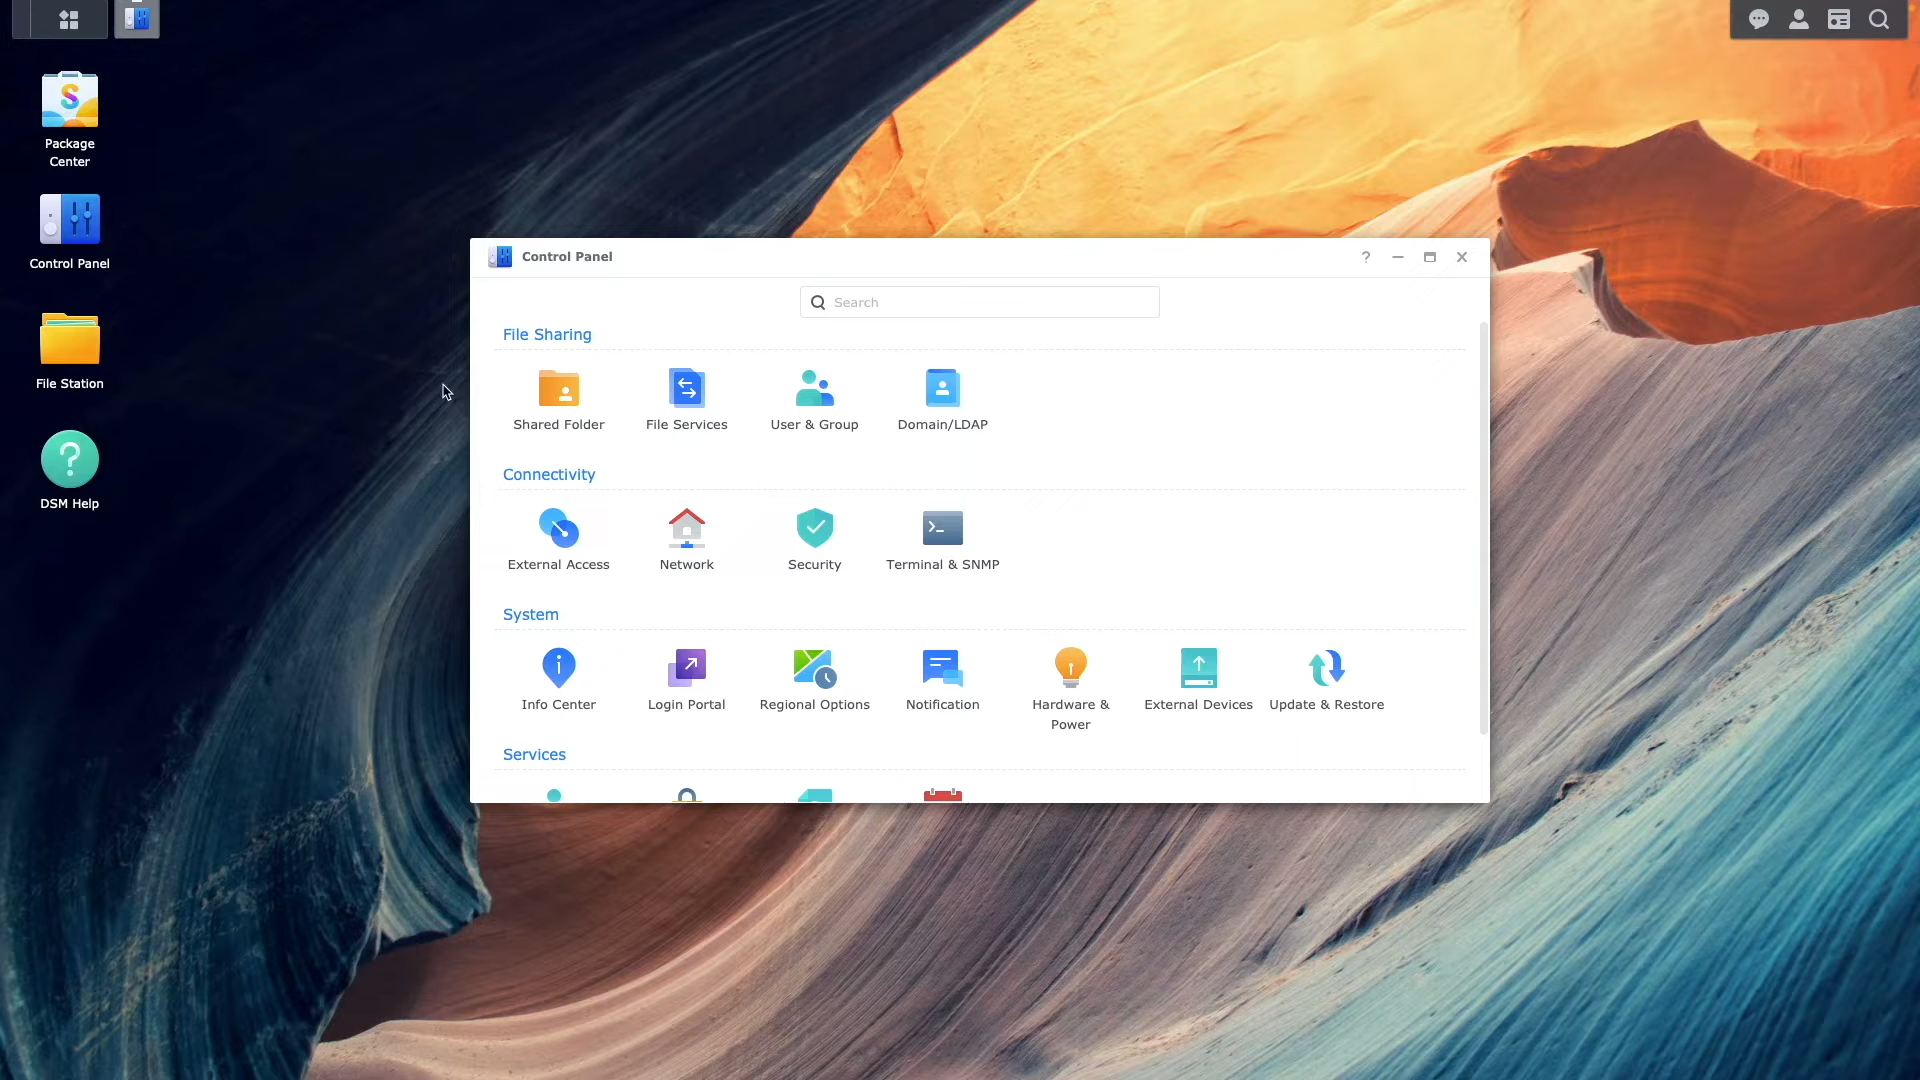 Package
Center
Control Panel
File Station
DSM Help
Control Panel
Search
File Sharing
Shared Folder
File Services
User & Group
Domain/LDAP
Connectivity
External Access
Network
Security
Terminal & SNMP
System
Info Center
Login Portal
Regional Options
Notification
Hardware &
Power
External Devices
Update & Restore
Services